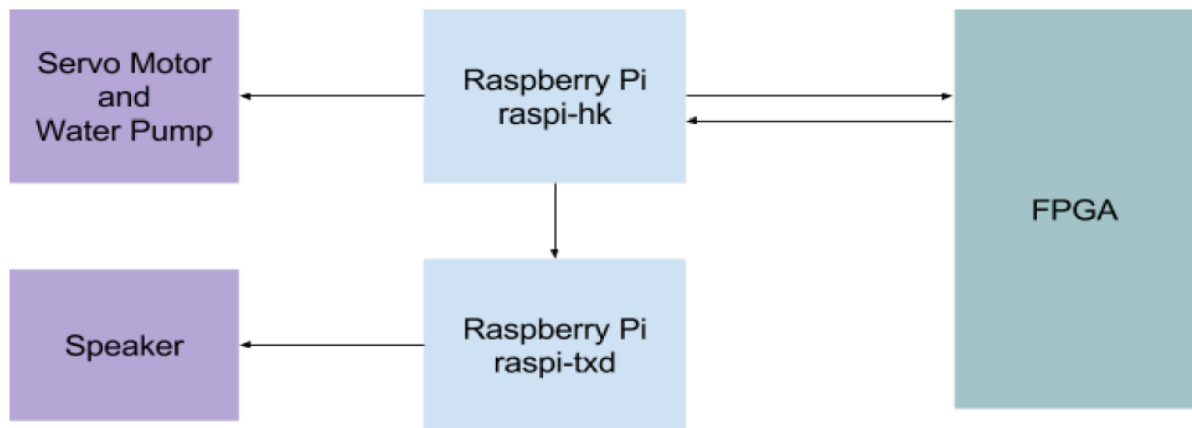 Servo Motor
and
Water Pump
Raspberry Pi
raspi-hk
FPGA
Speaker
Raspberry Pi
raspi-txd